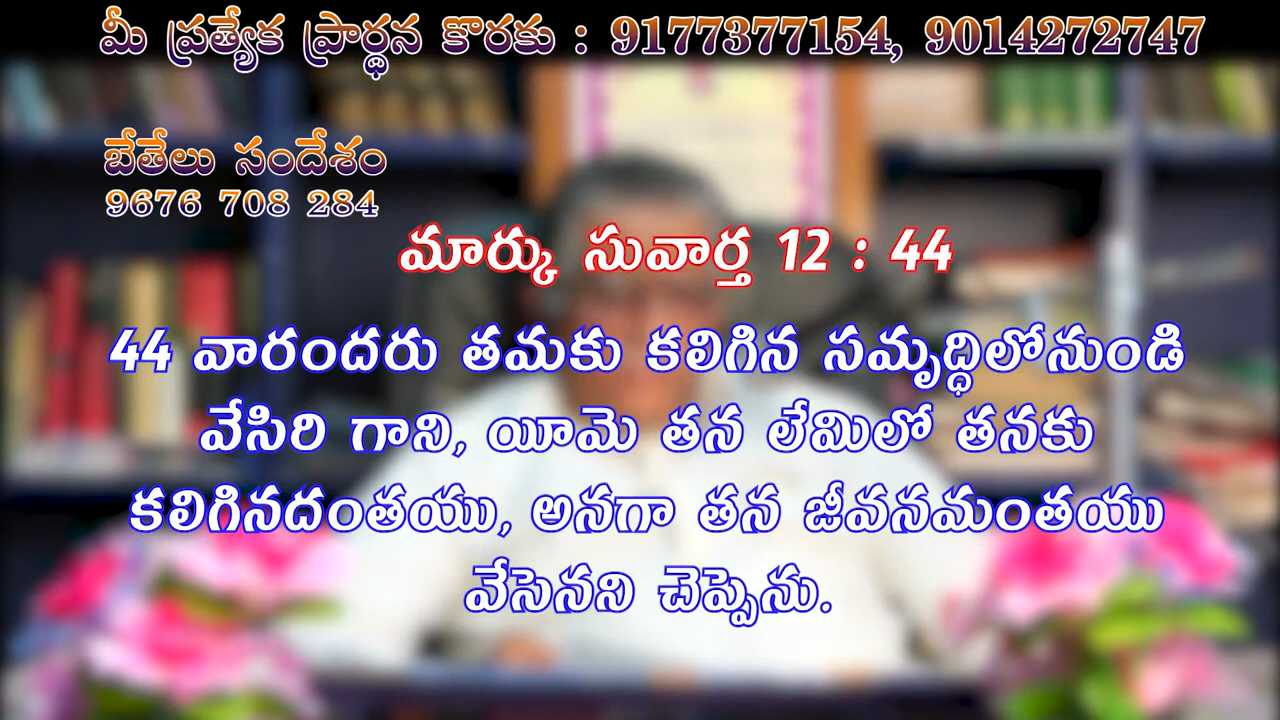 మీ ప్రత్యేక ప్రార్థన కొరకు : 9177377154, 9014272747
బేతేలు సందేశం
9676 708 284
మార్కు సువార్త 12 : 44
44 వారందరు తమకు కలిగిన సమృద్ధిలోనుండి
వేసిరి గాని, యీమె తన లేమిలో తనకు
కలిగినదంతయు, అనగా తన జీవనమంతయు
వేసెనని చెప్పెను.